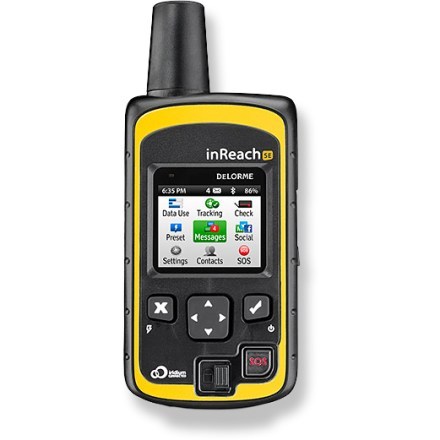 inReach SE
DELORME
6:35 PM 4 86%
Data Use Tracking Check
Preset Messages Social
Settings Contacts SOS
SOS
iridium